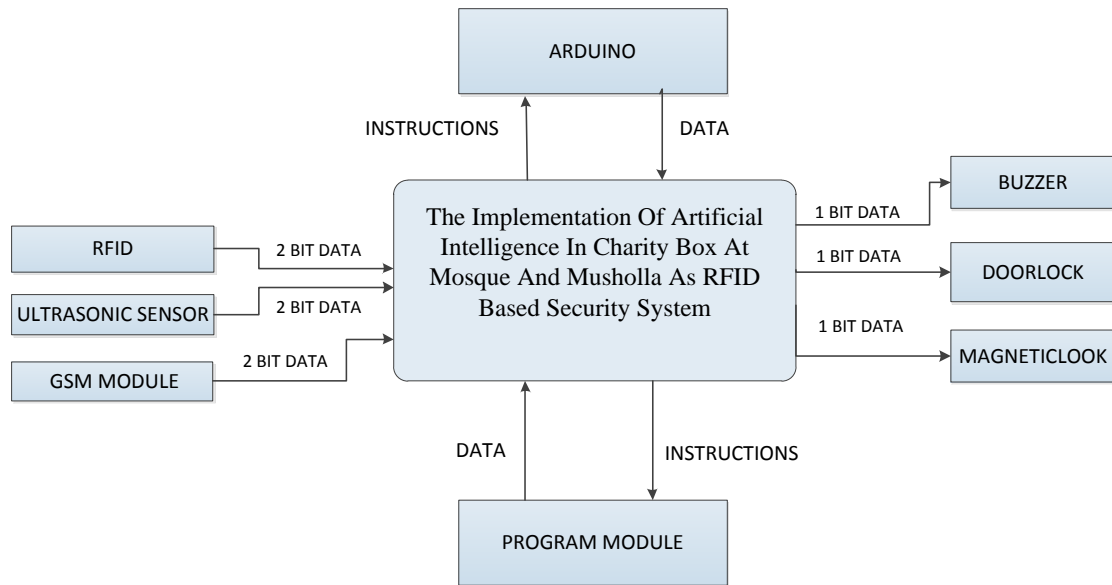 ARDUINO
INSTRUCTIONS
DATA
The Implementation Of Artificial
Intelligence In Charity Box At
Mosque And Musholla As RFID
Based Security System
RFID
2 BIT DATA
ULTRASONIC SENSOR
2 BIT DATA
GSM MODULE
2 BIT DATA
1 BIT DATA
BUZZER
1 BIT DATA
DOORLOCK
1 BIT DATA
MAGNETICLOOK
DATA
INSTRUCTIONS
PROGRAM MODULE